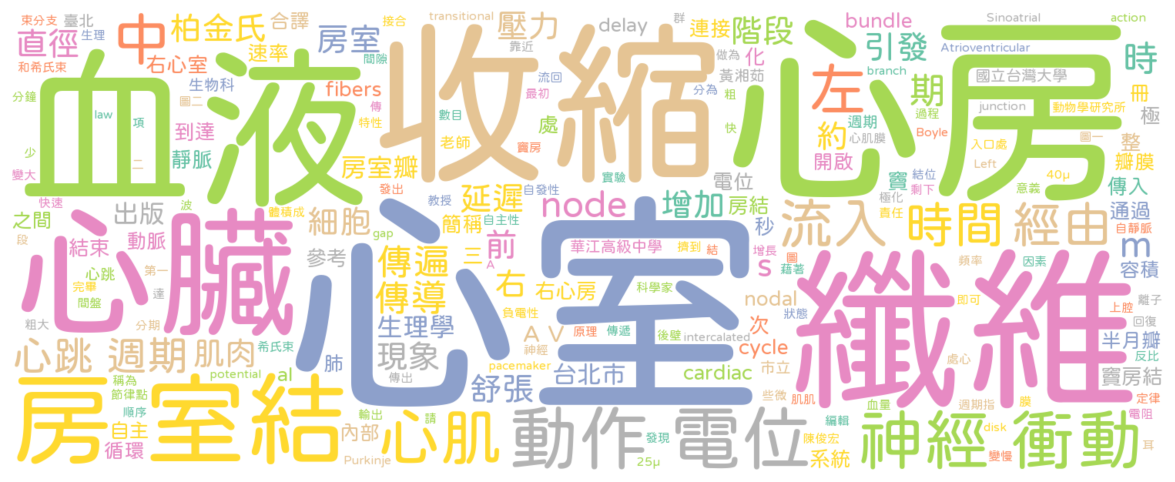 束分支 臺北 柏金氏 合譯 房室 壓力 transitional 接合 delay 群 連接 階段 化 bundle Sinoatrial action
和希氏束 生理 直徑 中 右心室 速率 間隙 靠近 流回 做為 黃湘茹 引發 Atrioventricular 時
分鐘 生物科 fibers 傳 最初 分為 branch 國立台灣大學
血液 收縮 心房
law 項 圖二 特性 數目 老師 竇房 處 粗 快 左 期 junction 過程 動物學研究所 冊 極
少 到達 二 房室瓣 約 週期 心肌膜 Boyle 圖一 整
變大 靜脈 實驗 電位 開啟 竇 結位 入口處 瓣膜
快速 波 體積成 發出 延遲 教授 自發性 剩下 Left 意義 40μ 傳入
之間 出版 細胞 簡稱 自主性 node 增加 房結 秒 極化 責任 自靜脈 通過
心臟 心室 流入 時間 經由
段 結束 動脈 gap 前 華江高級中學 擠到 結 增長 m
心跳 第一 參考 傳遍 三 A 圖 s 藉著 頻率 因素 容積
完畢 間盤 達 傳導 右 右心房 科學家 nodal 即可 離子
粗大 分期 負電性 狀態 纖維 上腔 回復
希氏束 生理學 A V 原理 傳遞 後壁 intercalated 次 半月瓣
心跳 週期 肌肉 肺 現象 神經 cycle 處心 反比
稱為 potential al 傳出 pacemaker 舒張 台北市 cardiac 市立 竇房結
節律點 些微 肌肌 血量 週期指 膜 定律
房室結 順序 自主 輸出 請 心肌 動作 電位 編輯 陳俊宏 神經 衝動 電阻
循環 內部 Purkinje 發現 25μ 系統 disk 變慢 耳